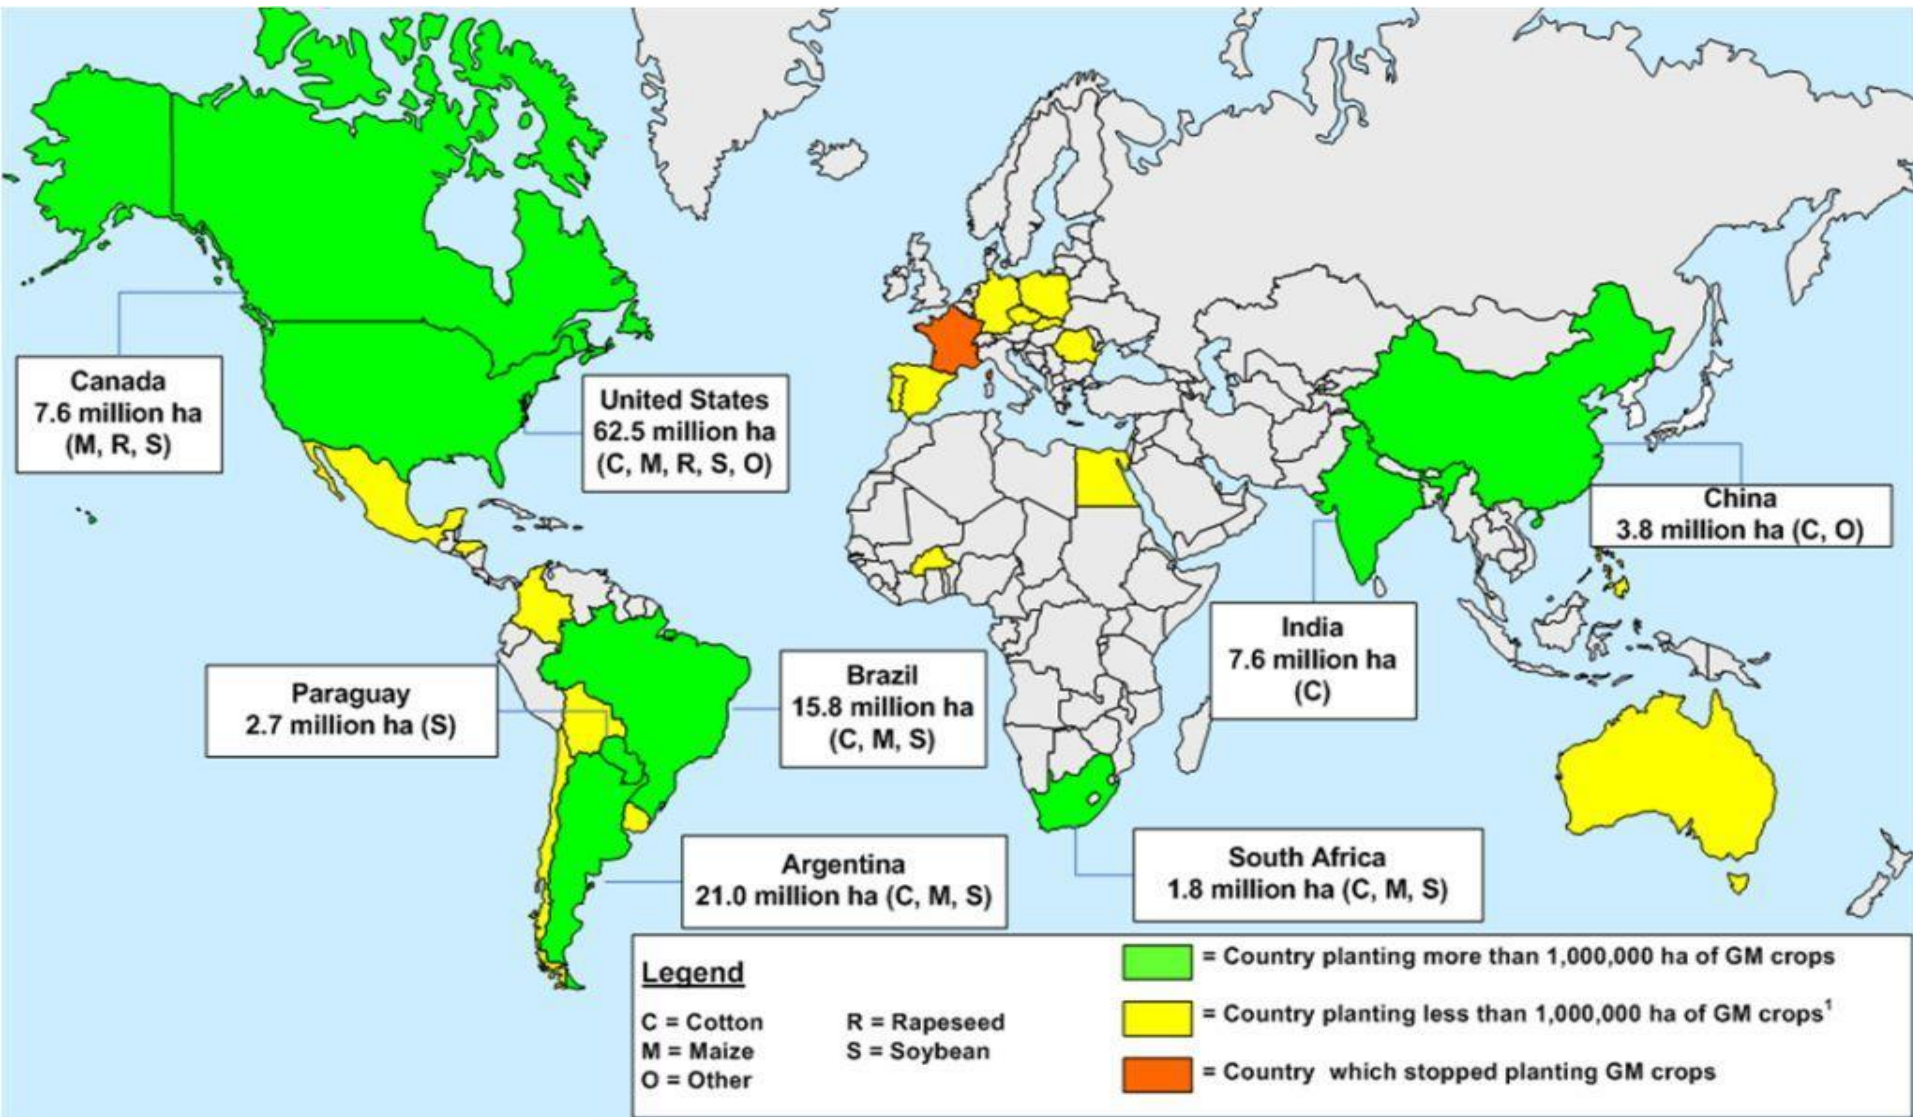 Canada
7.6 million ha
(M, R, S)
United States
62.5 million ha
(C, M, R, S, O)
China
3.8 million ha (C, O)
India
7.6 million ha
(C)
Paraguay
2.7 million ha (S)
Brazil
15.8 million ha
(C, M, S)
Argentina
21.0 million ha (C, M, S)
South Africa
1.8 million ha (C, M, S)
Legend
C = Cotton
M = Maize
O = Other
R = Rapeseed
S = Soybean
= Country planting more than 1,000,000 ha of GM crops
= Country planting less than 1,000,000 ha of GM crops¹
= Country which stopped planting GM crops